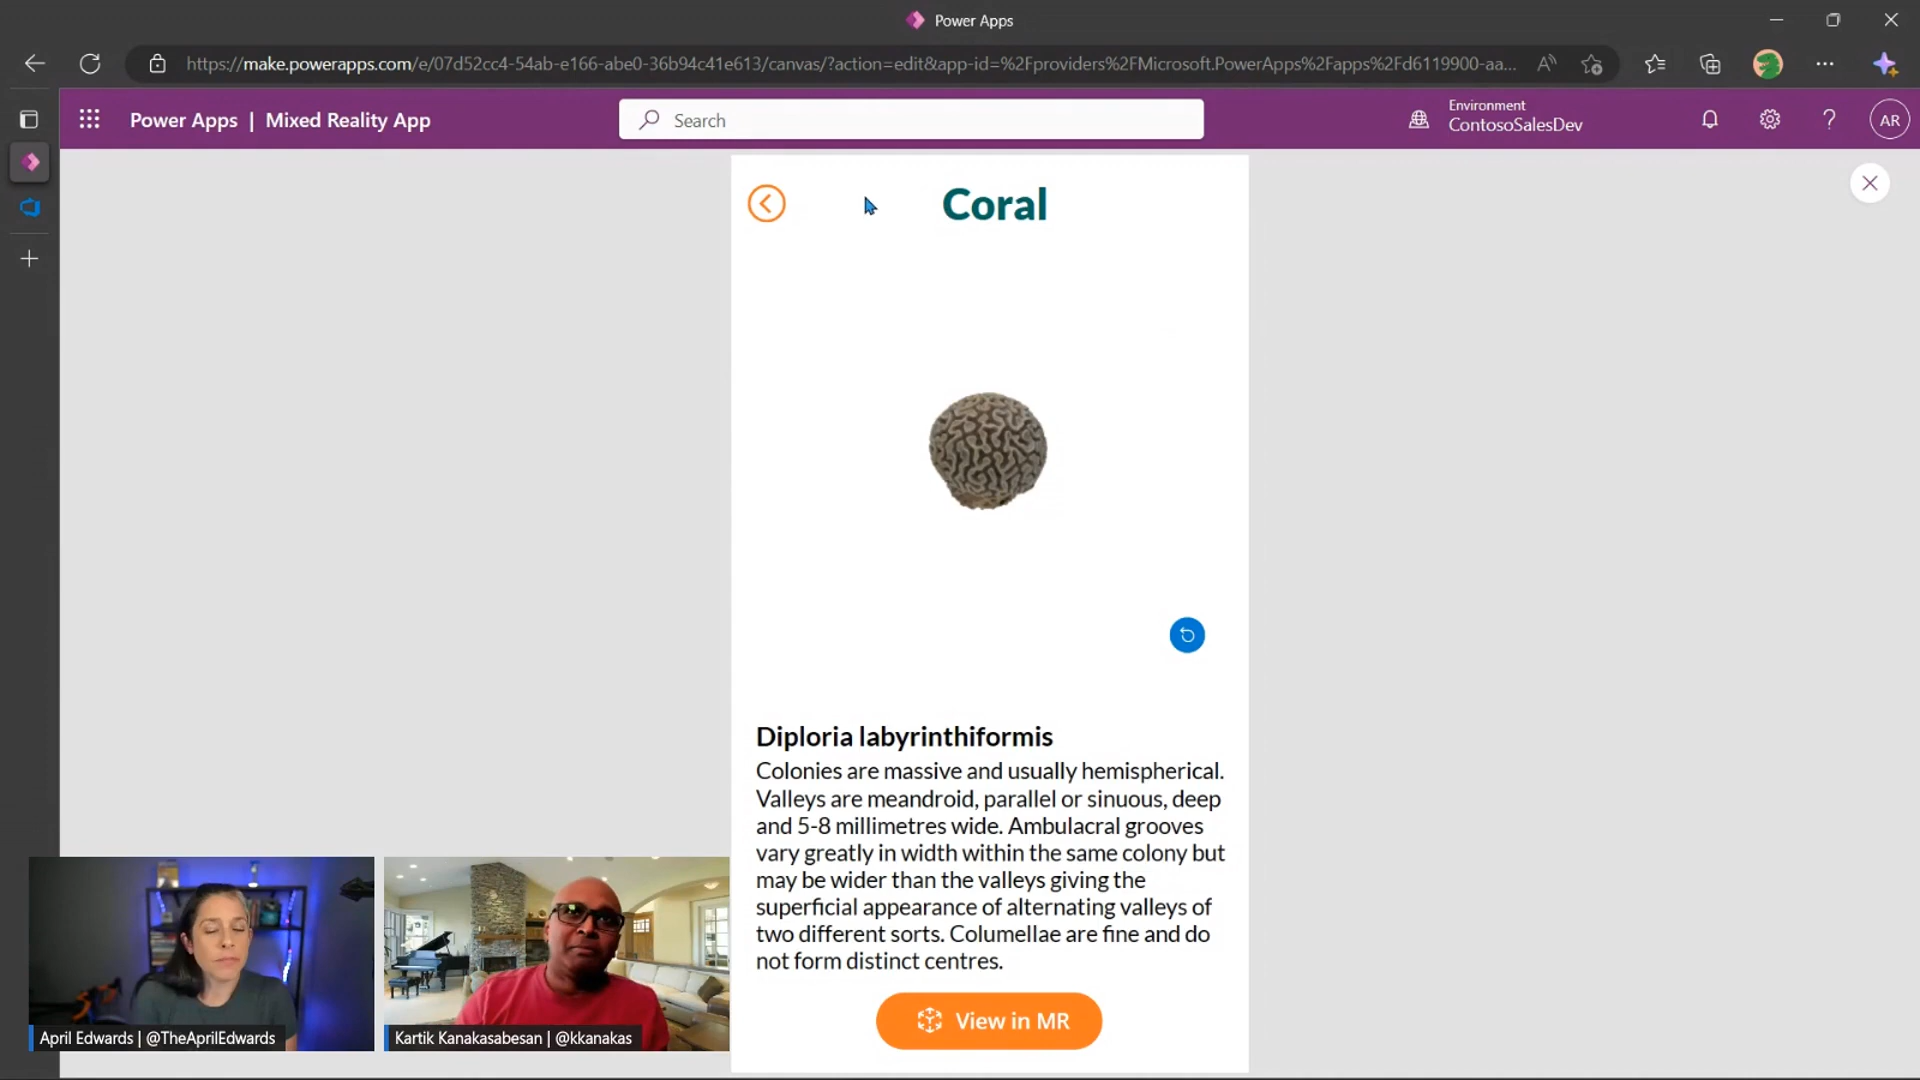 Power Apps
https://make.powerapps.com/e/07d52cc4-54ab-e166-abe0-36b94c41e613/canvas/?action=edit&app-id=%2Fproviders%2FMicrosoft.PowerApps%2Fapps%2Fd6119900-aa...
Power Apps | Mixed Reality App
Search
Environment
ContosoSalesDev
AR
Coral
Diploria labyrinthiformis
Colonies are massive and usually hemispherical.
Valleys are meandroid, parallel or sinuous, deep
and 5-8 millimetres wide. Ambulacral grooves
vary greatly in width within the same colony but
may be wider than the valleys giving the
superficial appearance of alternating valleys of
two different sorts. Columellae are fine and do
not form distinct centres.
View in MR
April Edwards | @TheAprilEdwards
Kartik Kanakasabesan | @kkanakas